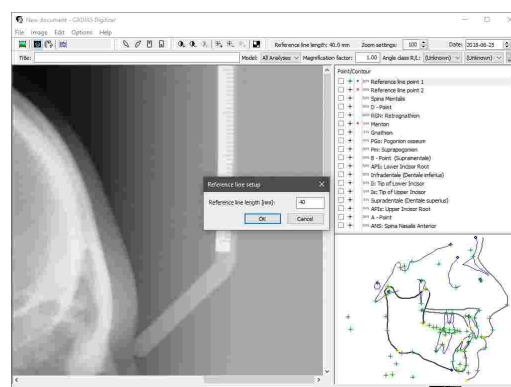 New document - CADIAS Digitizer
File Image Edit Options Help
Reference line length: 40.0 mm Zoom settings: 100 Date: 2018-06-25
Title: Model: All Analyses Magnification factor: 1.00 Angle class R/L: (Unknown) (Unknown)
Point/Contour
Reference line point 1
Reference line point 2
Spina Mentalis
D - Point
RGN: Retrognathion
Menton
Gnathion
PGo: Pogonion osseum
Pm: Suprapogonion
B - Point (Supramentale)
APIs: Lower Incisor Root
Infradentale (Dentale inferius)
Ii: Tip of Lower Incisor
Is: Tip of Upper Incisor
Supradentale (Dentale superius)
APIs: Upper Incisor Root
A - Point
ANS: Spina Nasalis Anterior
Reference line setup
Reference line length [mm]: 40
OK Cancel